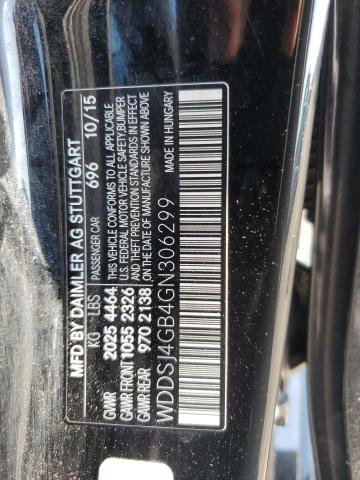 MFD BY DAIMLER AG STUTTGART
PASSENGER CAR 696 10/15
KG LBS THIS VEHICLE CONFORMS TO ALL APPLICABLE
GVWR 2025 4464 U.S. FEDERAL MOTOR VEHICLE SAFETY,BUMPER
GAWR FRONT 1055 2326 AND THEFT PREVENTION STANDARDS IN EFFECT
GAWR REAR 970 2138 ON THE DATE OF MANUFACTURE SHOWN ABOVE
MADE IN HUNGARY
WDDSJ4GB4GN306299